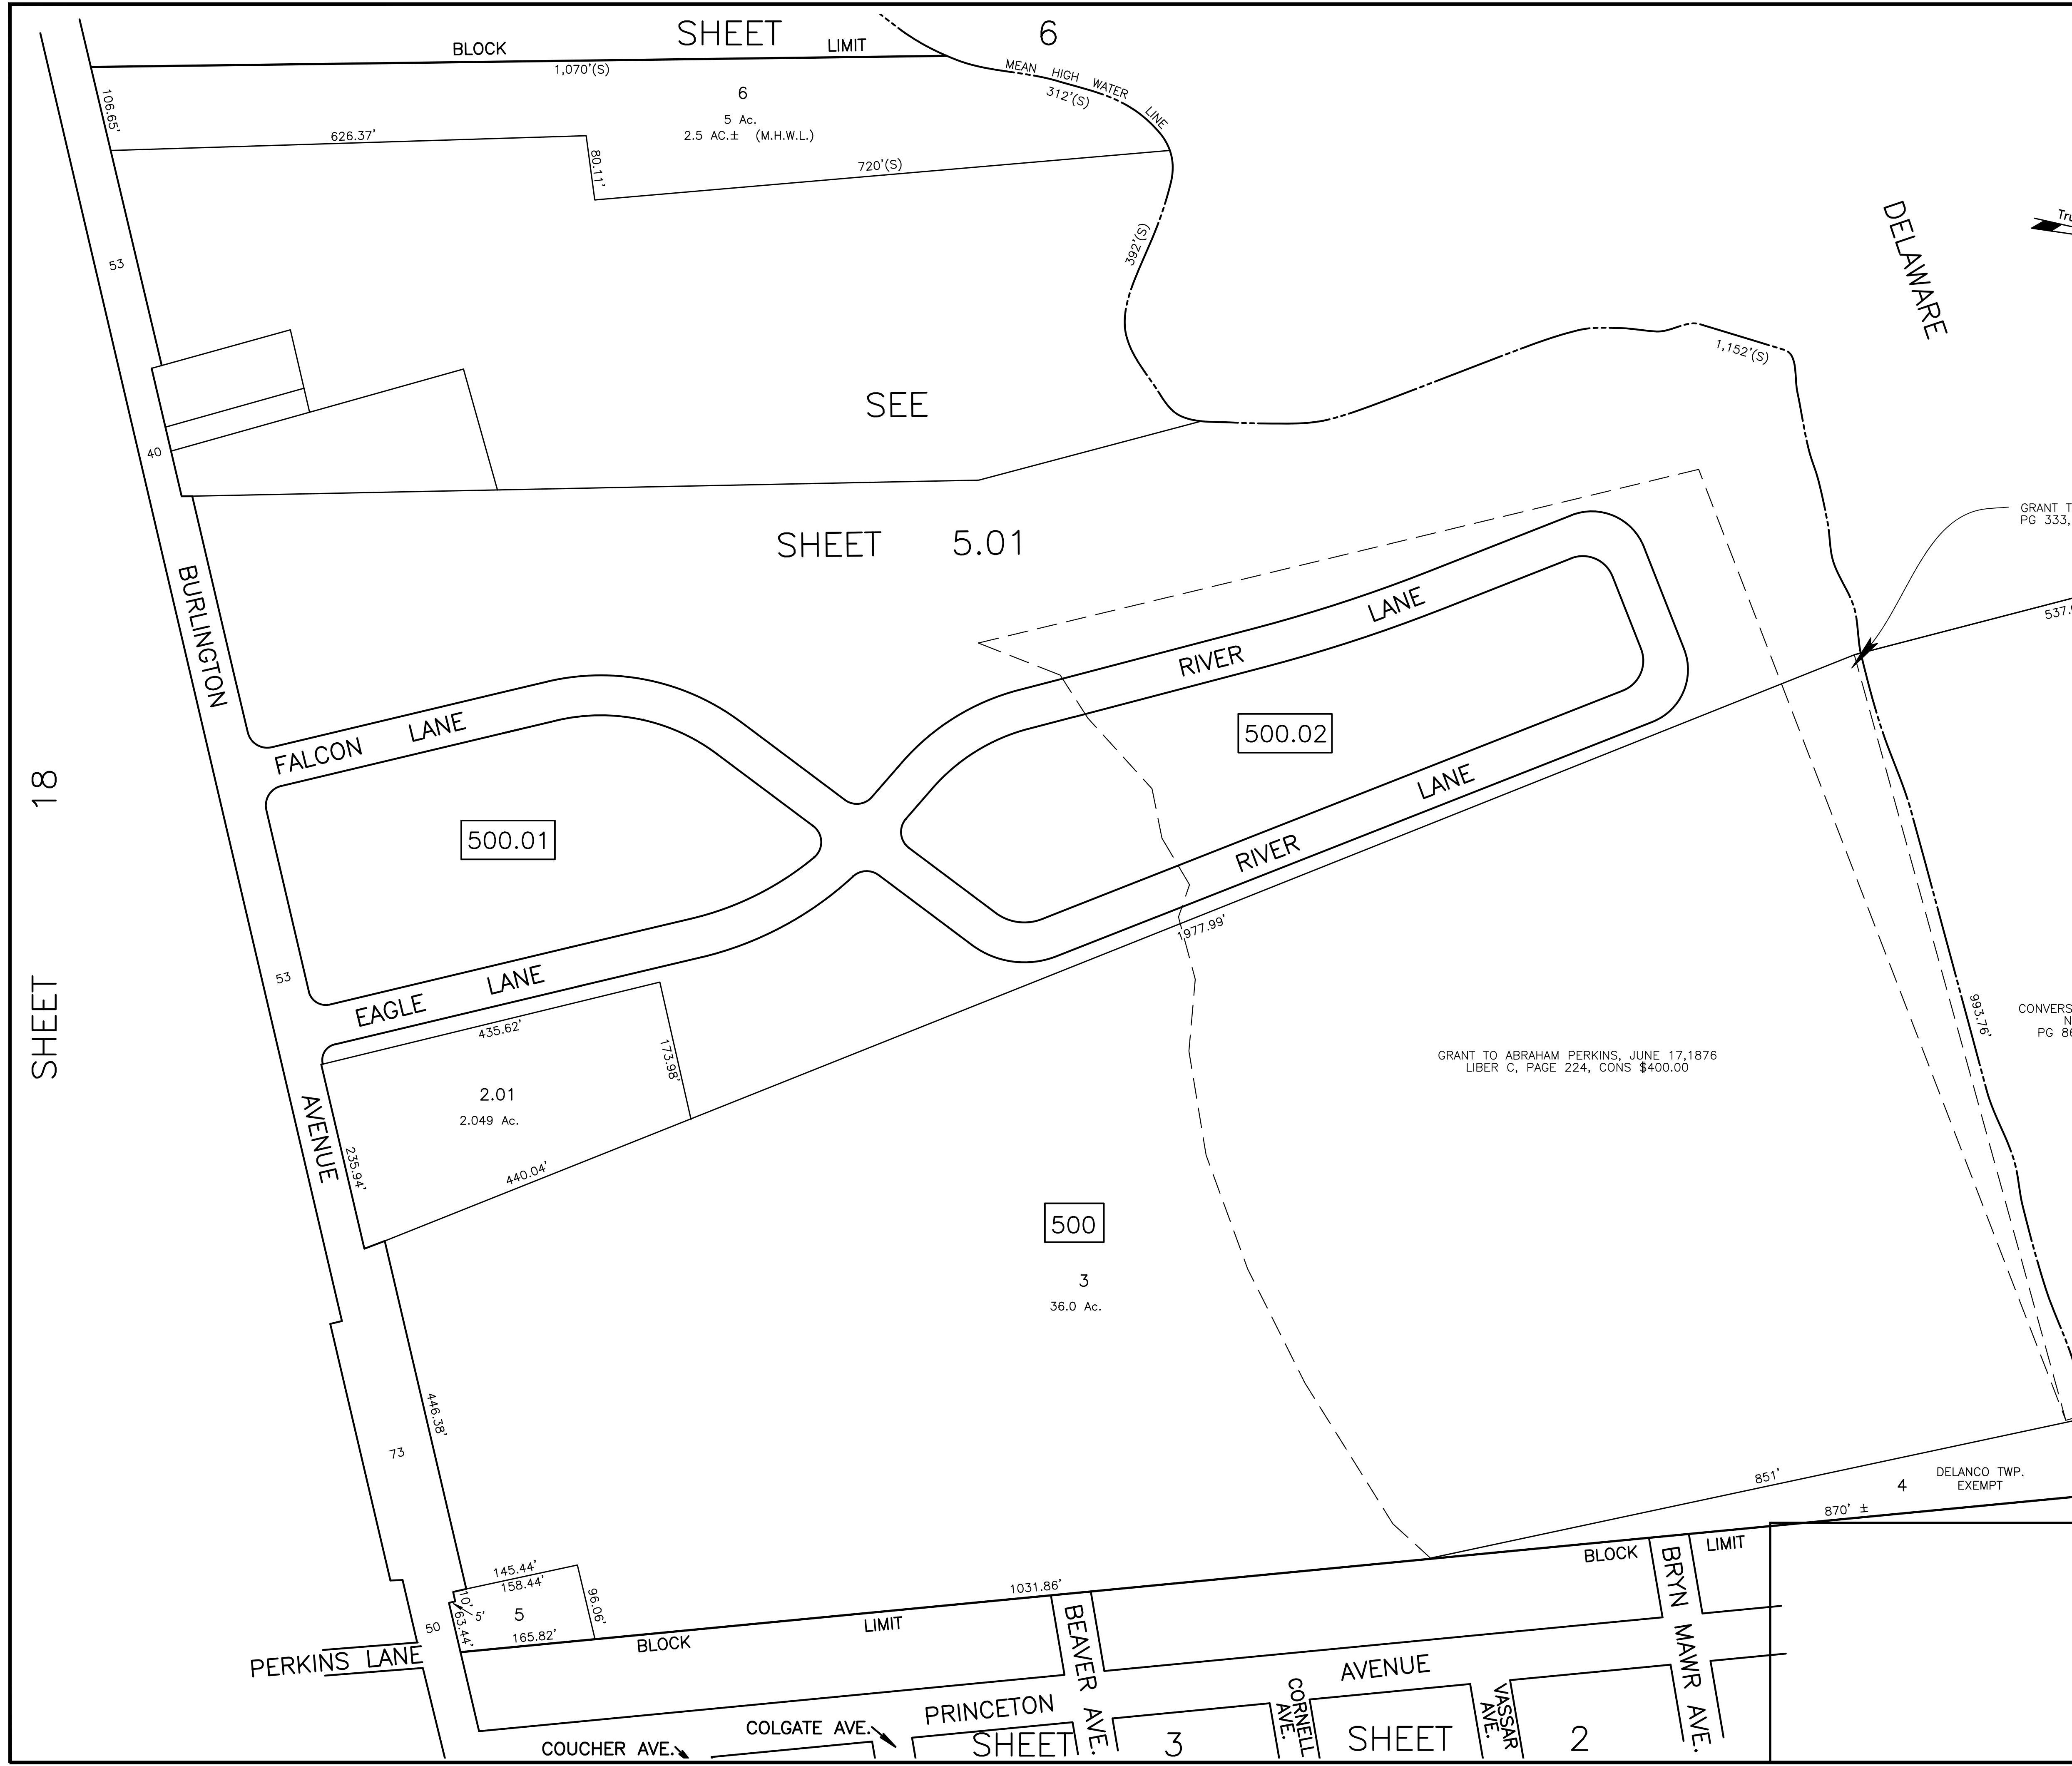 SHEET 6
BLOCK LIMIT
1,070'(S)
MEAN HIGH WATER LINE
312'(S)
106.65'
6
5 Ac.
2.5 AC.± (M.H.W.L.)
626.37'
80.11'
720'(S)
392'(S)
DELAWARE
53
1,152'(S)
SEE
40
SHEET 5.01
PG 333,
BURLINGTON
RIVER LANE
FALCON LANE
500.02
SHEET 18
500.01
RIVER LANE
1977.99'
53
EAGLE LANE
435.62'
173.98'
993.76'
PG
GRANT TO ABRAHAM PERKINS, JUNE 17,1876
LIBER C, PAGE 224, CONS $400.00
2.01
2.049 Ac.
AVENUE
235.94'
440.04'
500
3
36.0 Ac.
446.38'
73
851'
4
DELANCO TWP.
EXEMPT
870' ±
145.44'
158.44'
10'
5'
5
96.06'
63.44'
165.82'
50
1031.86'
BLOCK LIMIT
BLOCK LIMIT
PERKINS LANE
BEAVER AVE.
BRYN MAWR AVE.
PRINCETON AVENUE
CORNELL AVE.
VASSAR AVE.
COLGATE AVE.
COUCHER AVE.
SHEET 3
SHEET 2